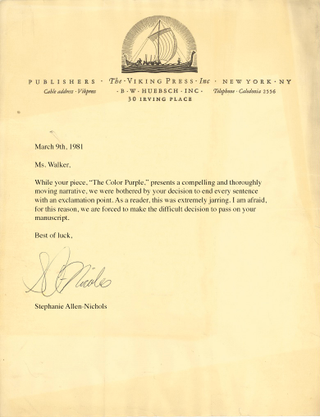 PUBLISHERS · The · VIKING PRESS · Inc · NEW YORK · NY
Cable address · Vikpress · B · W · HUEBSCH · INC · Telephone · Caledonia 2556
30 IRVING PLACE
March 9th, 1981
Ms. Walker,
While your piece, “The Color Purple,” presents a compelling and thoroughly
moving narrative, we were bothered by your decision to end every sentence
with an exclamation point. As a reader, this was extremely jarring. I am afraid,
for this reason, we are forced to make the difficult decision to pass on your
manuscript.
Best of luck,
Stephanie Allen-Nichols